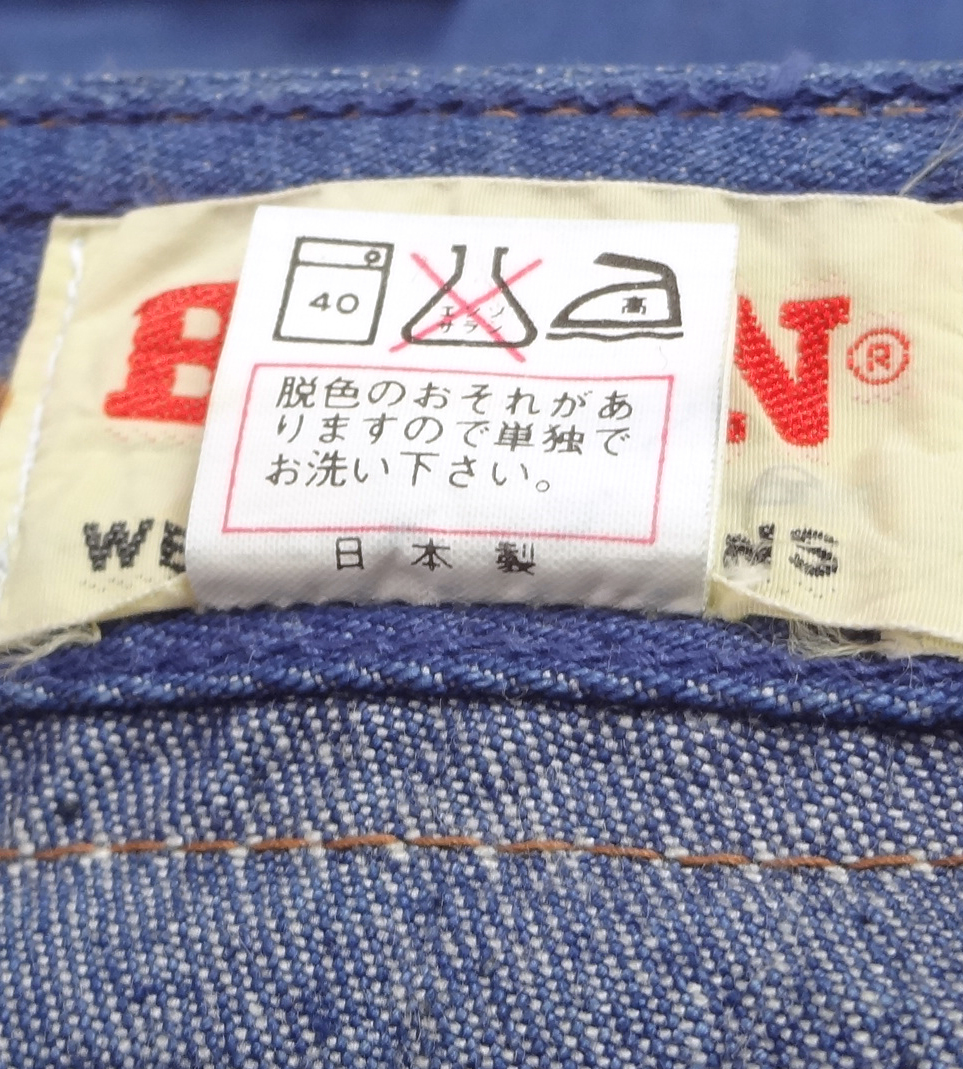 40
エンソ
サラシ
高
脱色のおそれがあ
りますので単独で
お洗い下さい。
日本製
®